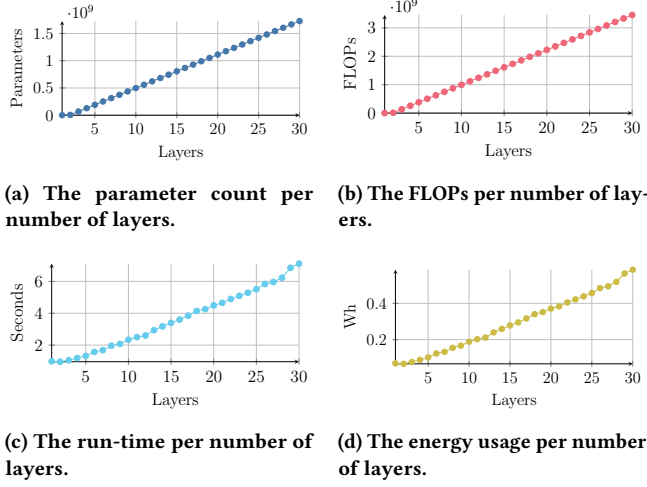 ·10^9
Parameters
1.5
1
0.5
0
5 10 15 20 25 30
Layers
(a) The parameter count per
number of layers.
·10^9
FLOPs
3
2
1
0
5 10 15 20 25 30
Layers
(b) The FLOPs per number of lay-
ers.
Seconds
6
4
2
5 10 15 20 25 30
Layers
(c) The run-time per number of
layers.
Wh
0.4
0.2
5 10 15 20 25 30
Layers
(d) The energy usage per number
of layers.